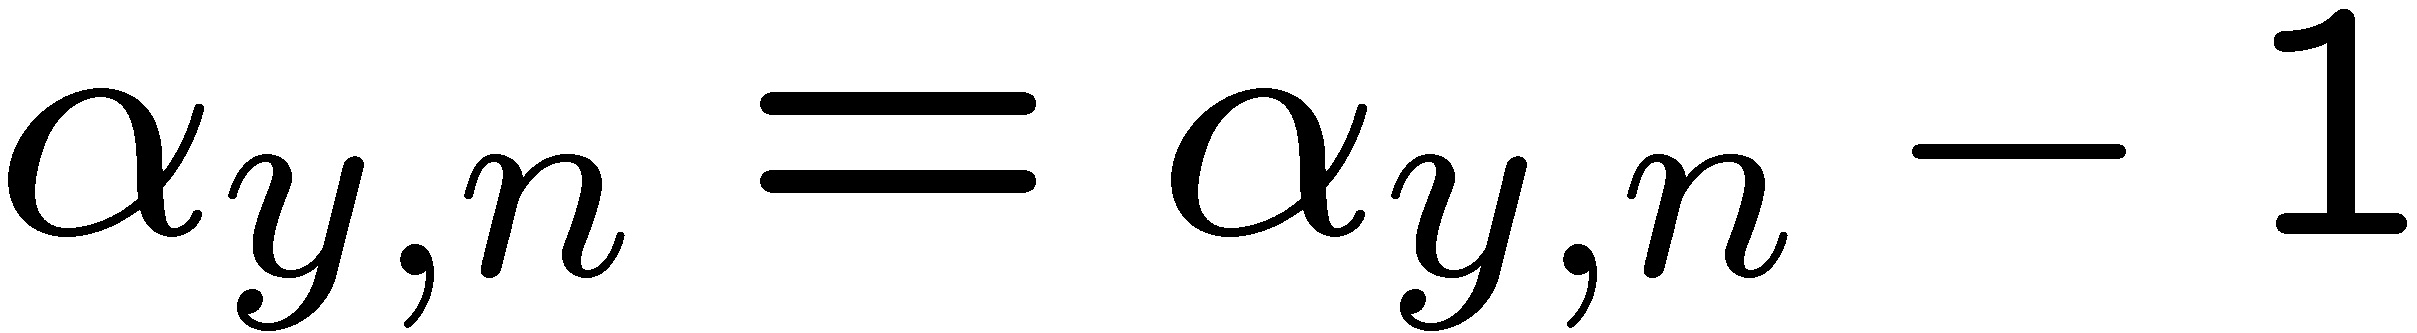 α_{y,n} = α_{y,n} − 1